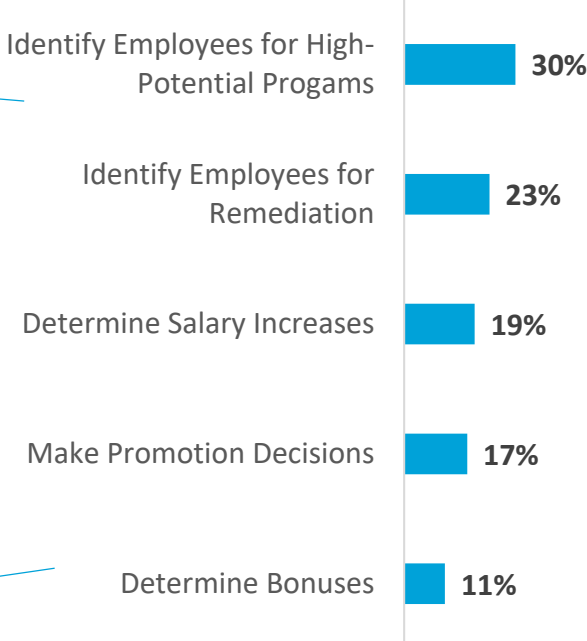 Identify Employees for High-
Potential Progams
30%
Identify Employees for
Remediation
23%
Determine Salary Increases
19%
Make Promotion Decisions
17%
Determine Bonuses
11%